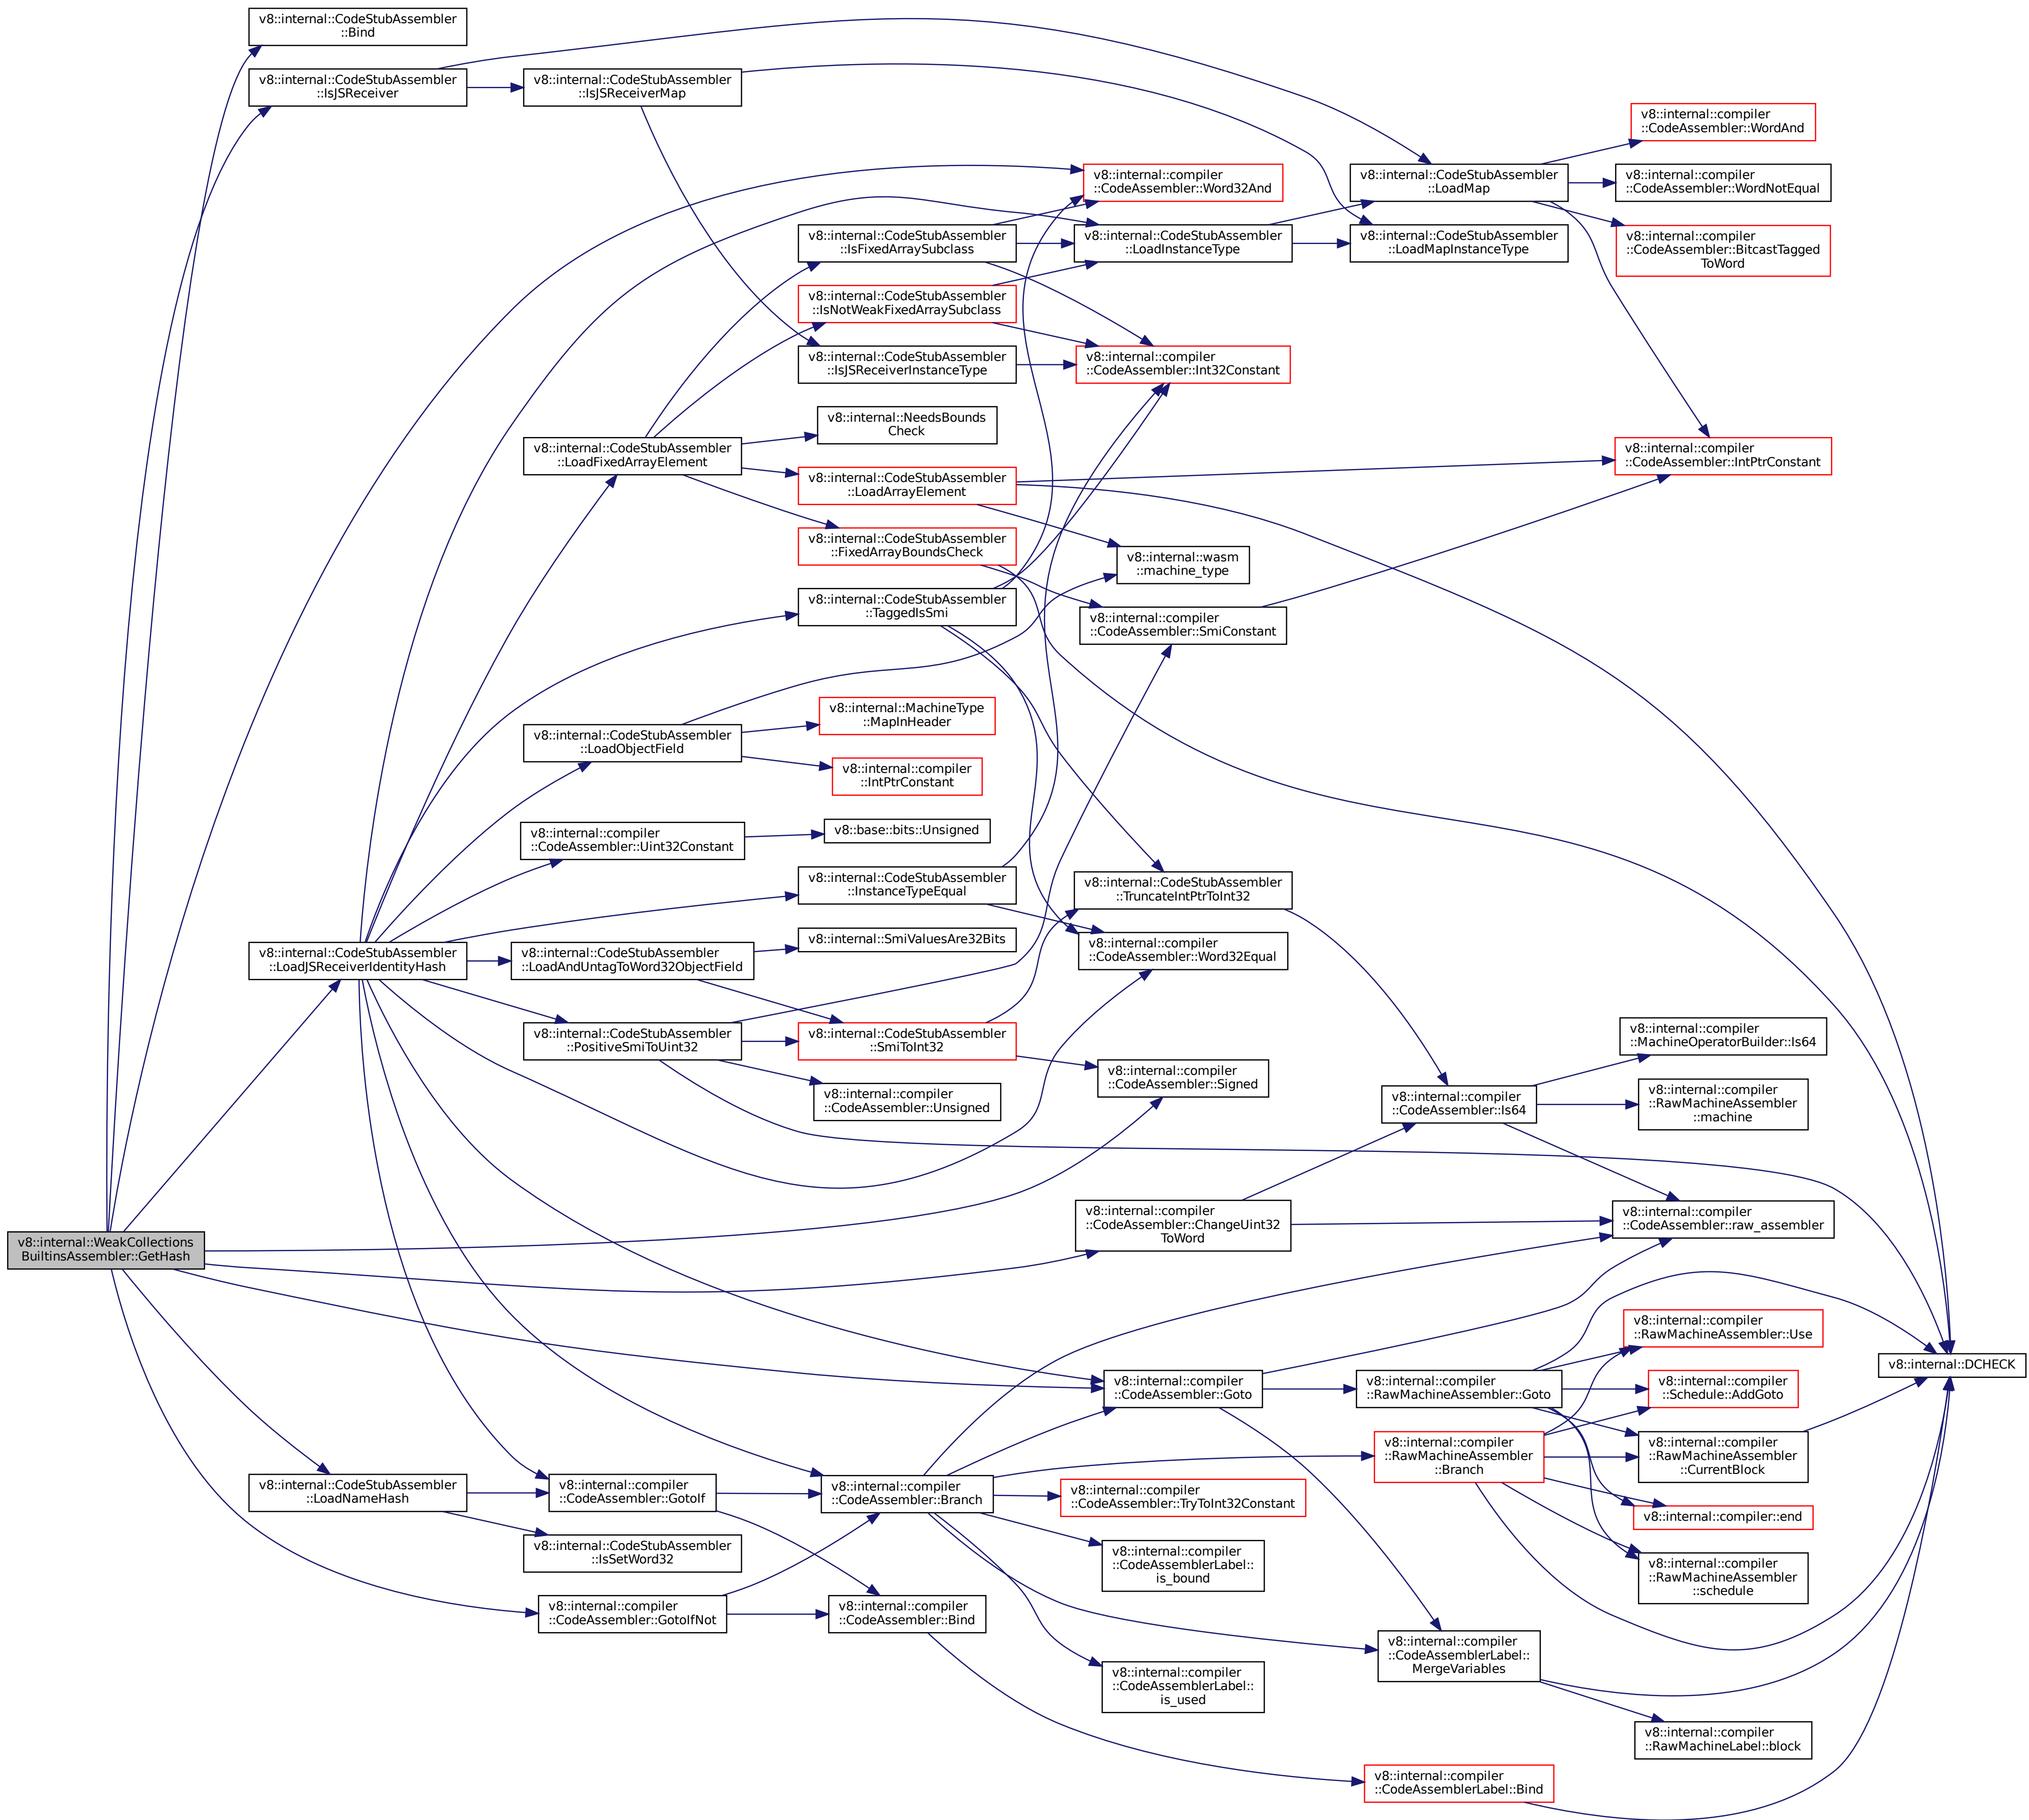 v8::internal::CodeStubAssembler
::Bind
v8::internal::CodeStubAssembler
::IsJSReceiver
v8::internal::CodeStubAssembler
::IsJSReceiverMap
v8::internal::compiler
::CodeAssembler::WordAnd
v8::internal::compiler
::CodeAssembler::Word32And
v8::internal::CodeStubAssembler
::LoadMap
v8::internal::compiler
::CodeAssembler::WordNotEqual
v8::internal::CodeStubAssembler
::IsFixedArraySubclass
v8::internal::CodeStubAssembler
::LoadInstanceType
v8::internal::CodeStubAssembler
::LoadMapInstanceType
v8::internal::compiler
::CodeAssembler::BitcastTagged
ToWord
v8::internal::CodeStubAssembler
::IsNotWeakFixedArraySubclass
v8::internal::CodeStubAssembler
::IsJSReceiverInstanceType
v8::internal::compiler
::CodeAssembler::Int32Constant
v8::internal::NeedsBounds
Check
v8::internal::CodeStubAssembler
::LoadFixedArrayElement
v8::internal::compiler
::CodeAssembler::IntPtrConstant
v8::internal::CodeStubAssembler
::LoadArrayElement
v8::internal::CodeStubAssembler
::FixedArrayBoundsCheck
v8::internal::wasm
::machine_type
v8::internal::CodeStubAssembler
::TaggedIsSmi
v8::internal::compiler
::CodeAssembler::SmiConstant
v8::internal::MachineType
::MapInHeader
v8::internal::CodeStubAssembler
::LoadObjectField
v8::internal::compiler
::IntPtrConstant
v8::internal::compiler
::CodeAssembler::Uint32Constant
v8::base::bits::Unsigned
v8::internal::CodeStubAssembler
::InstanceTypeEqual
v8::internal::CodeStubAssembler
::TruncateIntPtrToInt32
v8::internal::CodeStubAssembler
::LoadJSReceiverIdentityHash
v8::internal::CodeStubAssembler
::LoadAndUntagToWord32ObjectField
v8::internal::SmiValuesAre32Bits
v8::internal::compiler
::CodeAssembler::Word32Equal
v8::internal::CodeStubAssembler
::PositiveSmiToUint32
v8::internal::CodeStubAssembler
::SmiToInt32
v8::internal::compiler
::MachineOperatorBuilder::Is64
v8::internal::compiler
::CodeAssembler::Signed
v8::internal::compiler
::CodeAssembler::Unsigned
v8::internal::compiler
::CodeAssembler::Is64
v8::internal::compiler
::RawMachineAssembler
::machine
v8::internal::WeakCollections
BuiltinsAssembler::GetHash
v8::internal::compiler
::CodeAssembler::ChangeUint32
ToWord
v8::internal::compiler
::CodeAssembler::raw_assembler
v8::internal::compiler
::RawMachineAssembler::Use
v8::internal::DCHECK
v8::internal::compiler
::CodeAssembler::Goto
v8::internal::compiler
::RawMachineAssembler::Goto
v8::internal::compiler
::Schedule::AddGoto
v8::internal::compiler
::RawMachineAssembler
::Branch
v8::internal::compiler
::RawMachineAssembler
::CurrentBlock
v8::internal::CodeStubAssembler
::LoadNameHash
v8::internal::compiler
::CodeAssembler::GotoIf
v8::internal::compiler
::CodeAssembler::Branch
v8::internal::compiler
::CodeAssembler::TryToInt32Constant
v8::internal::compiler::end
v8::internal::CodeStubAssembler
::IsSetWord32
v8::internal::compiler
::CodeAssemblerLabel::
is_bound
v8::internal::compiler
::RawMachineAssembler
::schedule
v8::internal::compiler
::CodeAssembler::GotoIfNot
v8::internal::compiler
::CodeAssembler::Bind
v8::internal::compiler
::CodeAssemblerLabel::
MergeVariables
v8::internal::compiler
::CodeAssemblerLabel::
is_used
v8::internal::compiler
::RawMachineLabel::block
v8::internal::compiler
::CodeAssemblerLabel::Bind